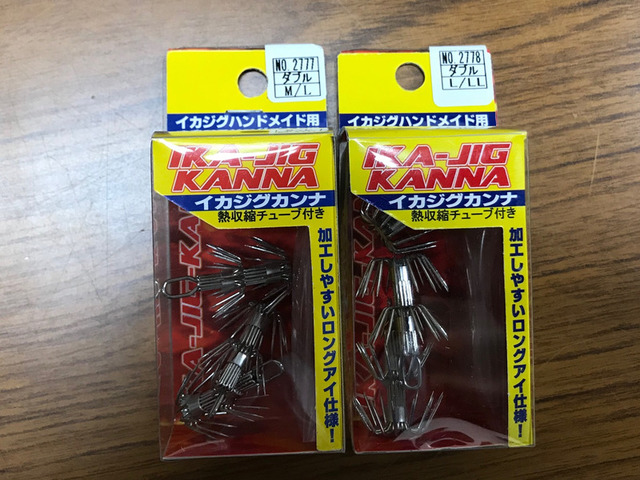 NO.2777
ダブル
M/L
イカジグハンドメイド用
IKA-JIG
KANNA
イカジグカンナ
熱収縮チューブ付き
加工しやすいロングアイ仕様!
NO.2778
ダブル
L/LL
イカジグハンドメイド用
IKA-JIG
KANNA
イカジグカンナ
熱収縮チューブ付き
加工しやすいロングアイ仕様!